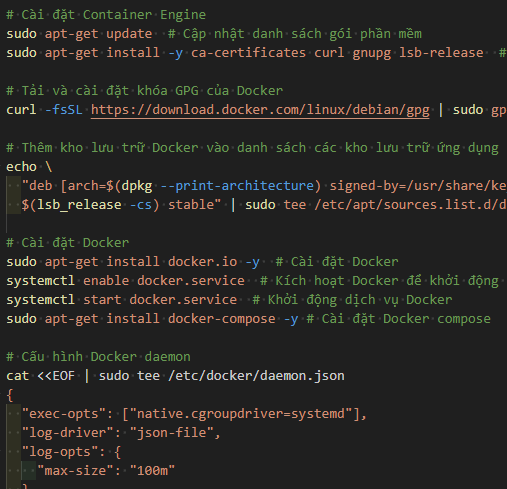 # Cài đặt Container Engine
sudo apt-get update  # Cập nhật danh sách gói phần mềm
sudo apt-get install -y ca-certificates curl gnupg lsb-release  #

# Tải và cài đặt khóa GPG của Docker
curl -fsSL https://download.docker.com/linux/debian/gpg | sudo gp

# Thêm kho lưu trữ Docker vào danh sách các kho lưu trữ ứng dụng
echo \
  "deb [arch=$(dpkg --print-architecture) signed-by=/usr/share/ke
  $(lsb_release -cs) stable" | sudo tee /etc/apt/sources.list.d/d

# Cài đặt Docker
sudo apt-get install docker.io -y  # Cài đặt Docker
systemctl enable docker.service  # Kích hoạt Docker để khởi động
systemctl start docker.service  # Khởi động dịch vụ Docker
sudo apt-get install docker-compose -y # Cài đặt Docker compose

# Cấu hình Docker daemon
cat <<EOF | sudo tee /etc/docker/daemon.json
{
  "exec-opts": ["native.cgroupdriver=systemd"],
  "log-driver": "json-file",
  "log-opts": {
    "max-size": "100m"
  }